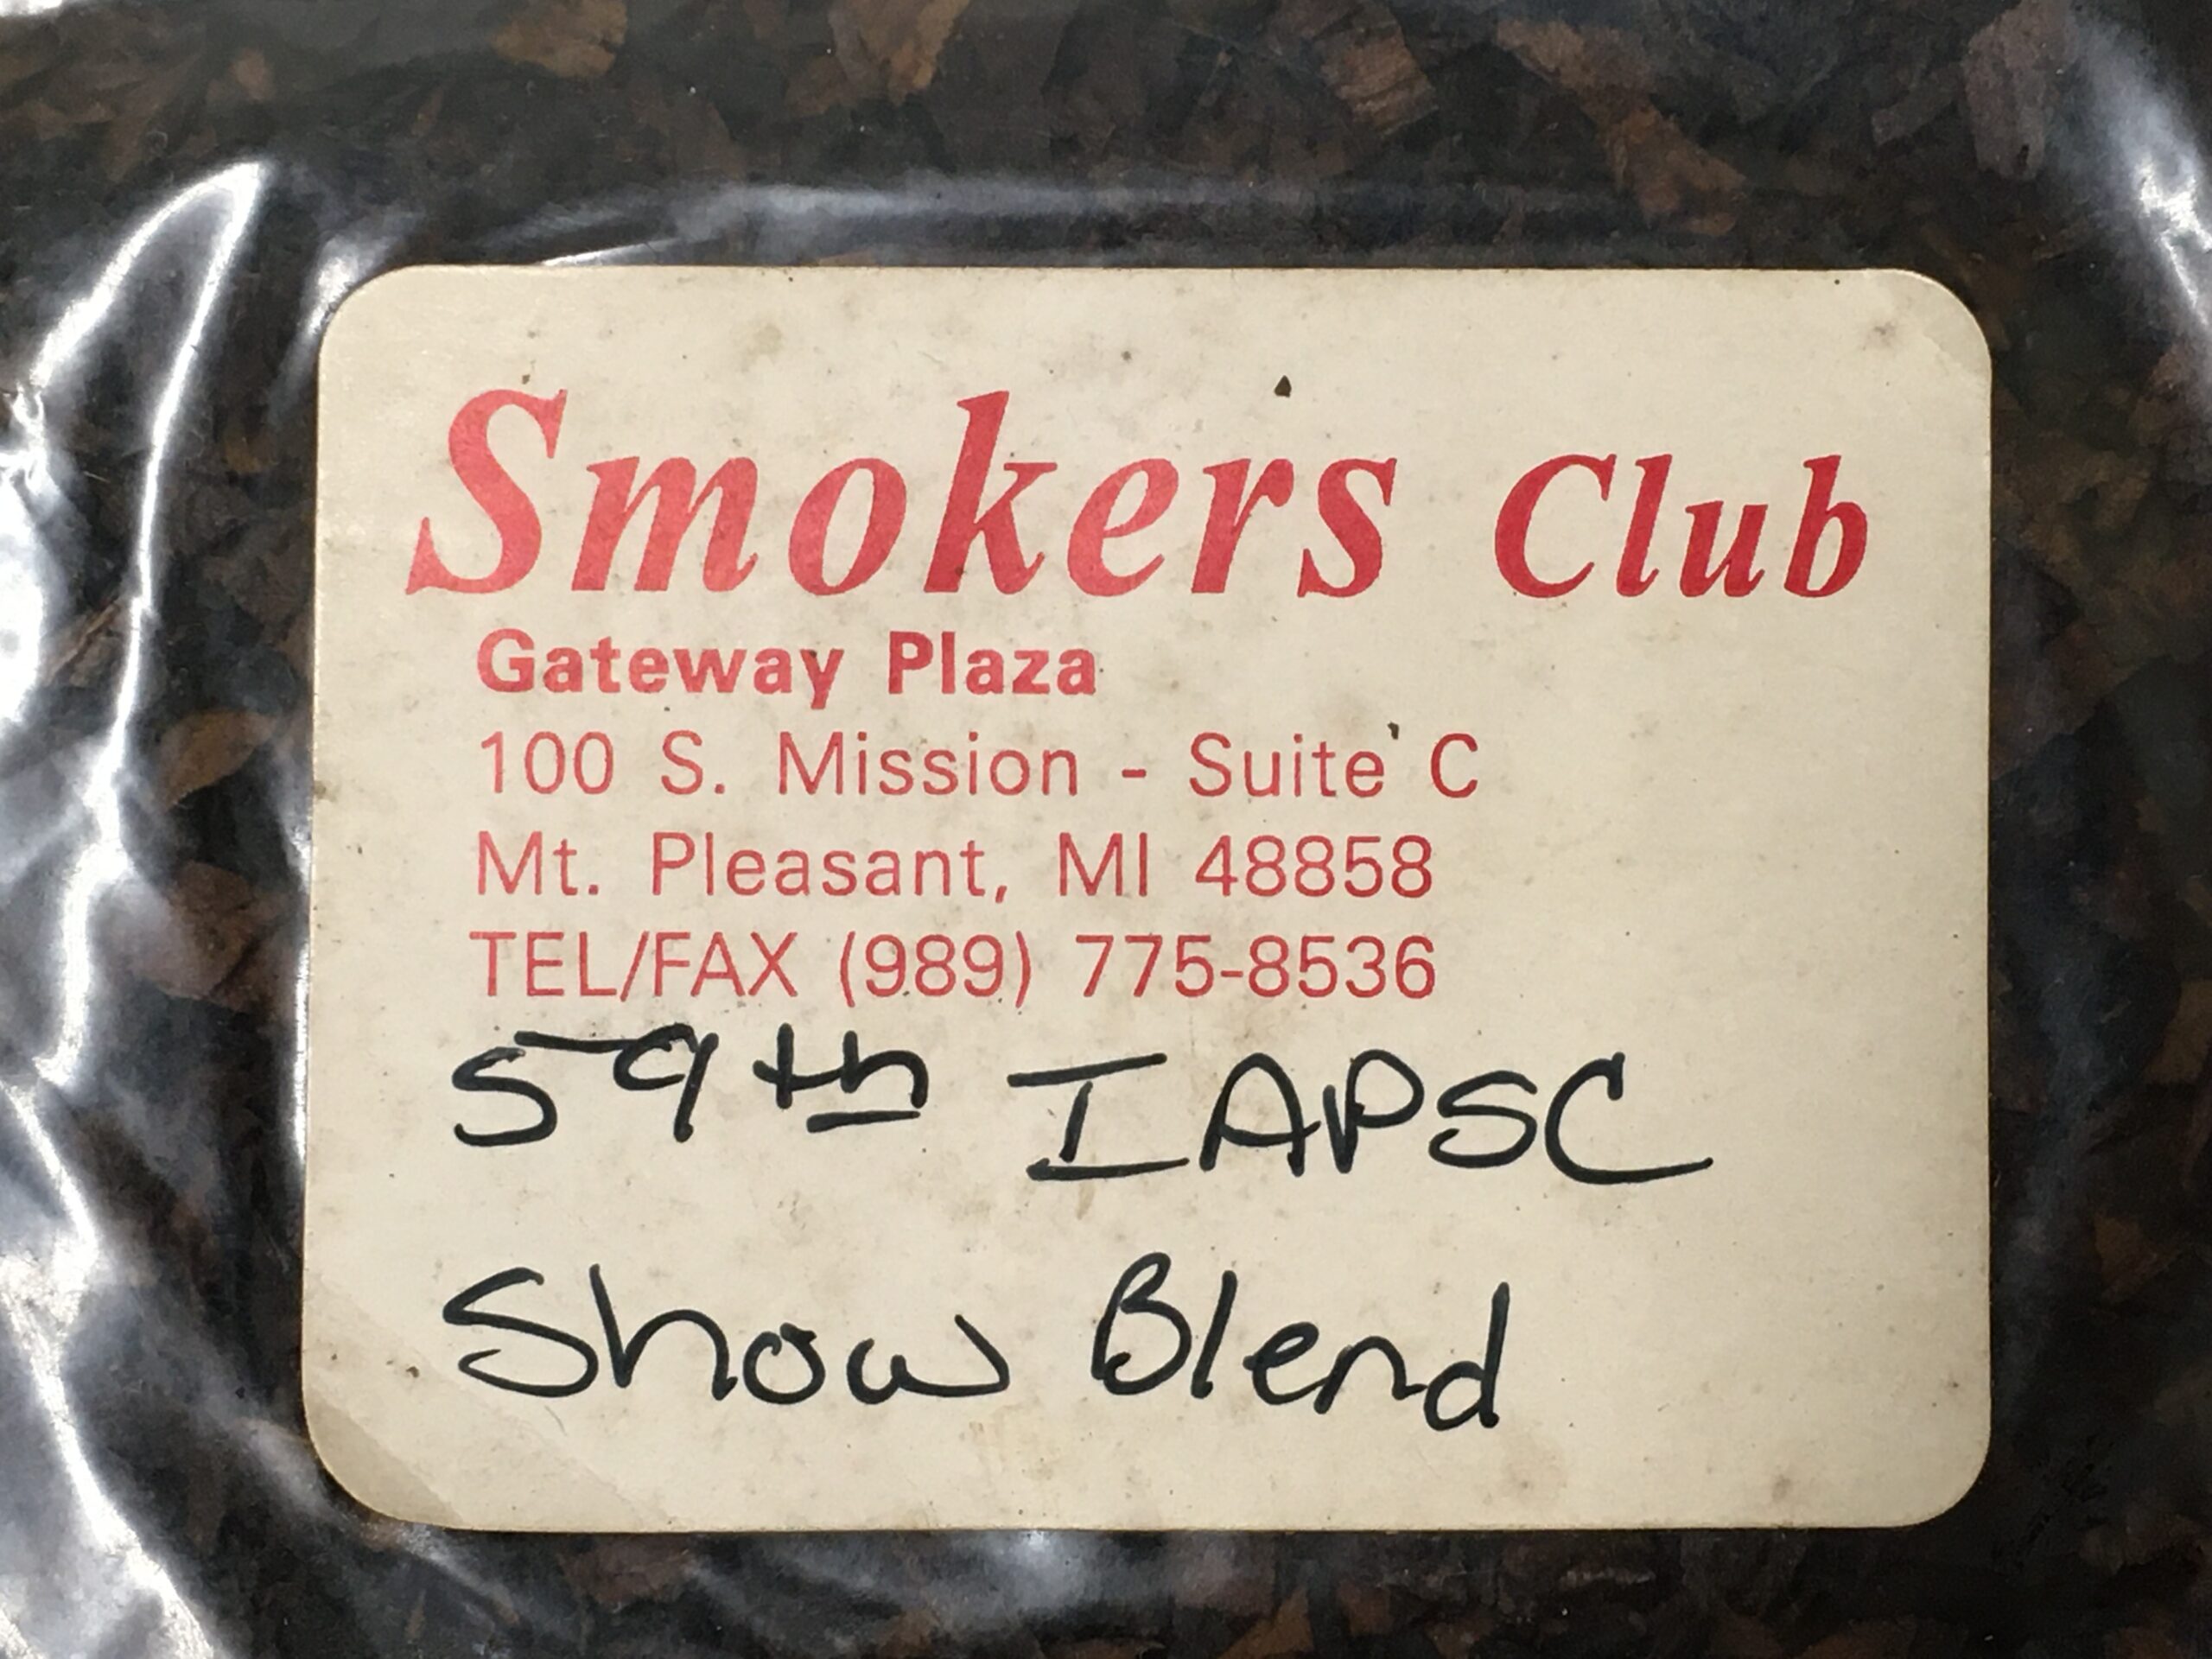 Smokers Club
Gateway Plaza
100 S. Mission - Suite C
Mt. Pleasant, MI 48858
TEL/FAX (989) 775-8536
59th IAPSC
Show Blend